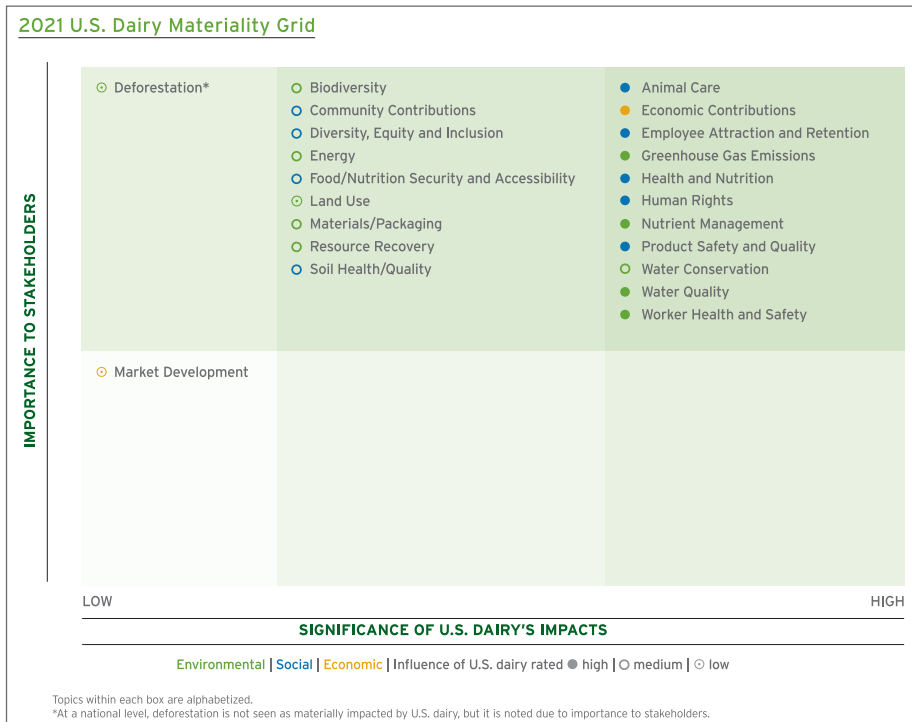 2021 U.S. Dairy Materiality Grid
IMPORTANCE TO STAKEHOLDERS
Deforestation*
Biodiversity
Community Contributions
Diversity, Equity and Inclusion
Energy
Food/Nutrition Security and Accessibility
Land Use
Materials/Packaging
Resource Recovery
Soil Health/Quality
Animal Care
Economic Contributions
Employee Attraction and Retention
Greenhouse Gas Emissions
Health and Nutrition
Human Rights
Nutrient Management
Product Safety and Quality
Water Conservation
Water Quality
Worker Health and Safety
Market Development
LOW HIGH
SIGNIFICANCE OF U.S. DAIRY'S IMPACTS
Environmental | Social | Economic | Influence of U.S. dairy rated ● high | ○ medium | ⊙ low
Topics within each box are alphabetized.
*At a national level, deforestation is not seen as materially impacted by U.S. dairy, but it is noted due to importance to stakeholders.